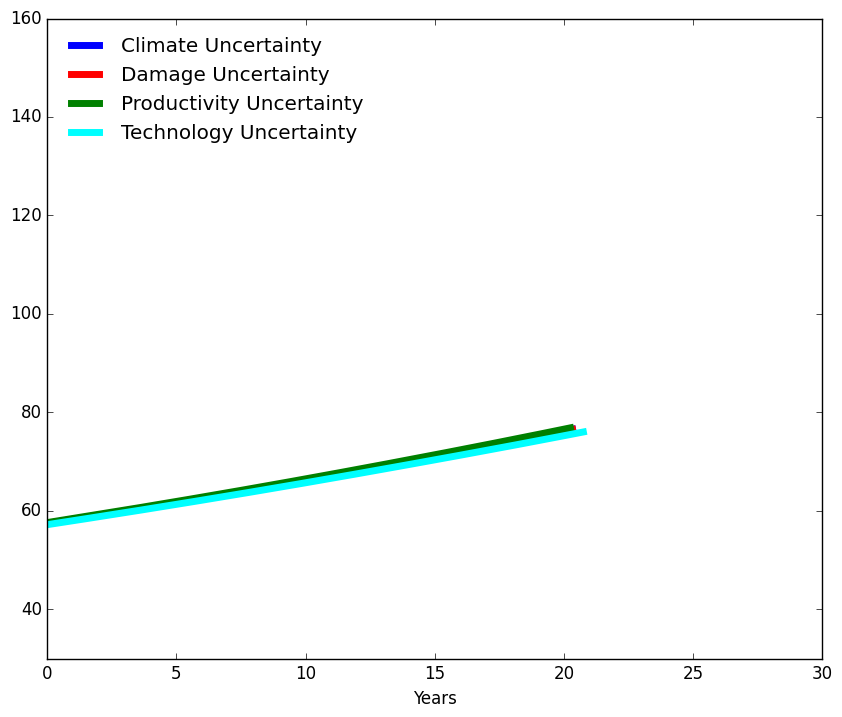 160
Climate Uncertainty
Damage Uncertainty
Productivity Uncertainty
Technology Uncertainty
140
120
100
80
60
40
0 5 10 15 20 25 30
Years